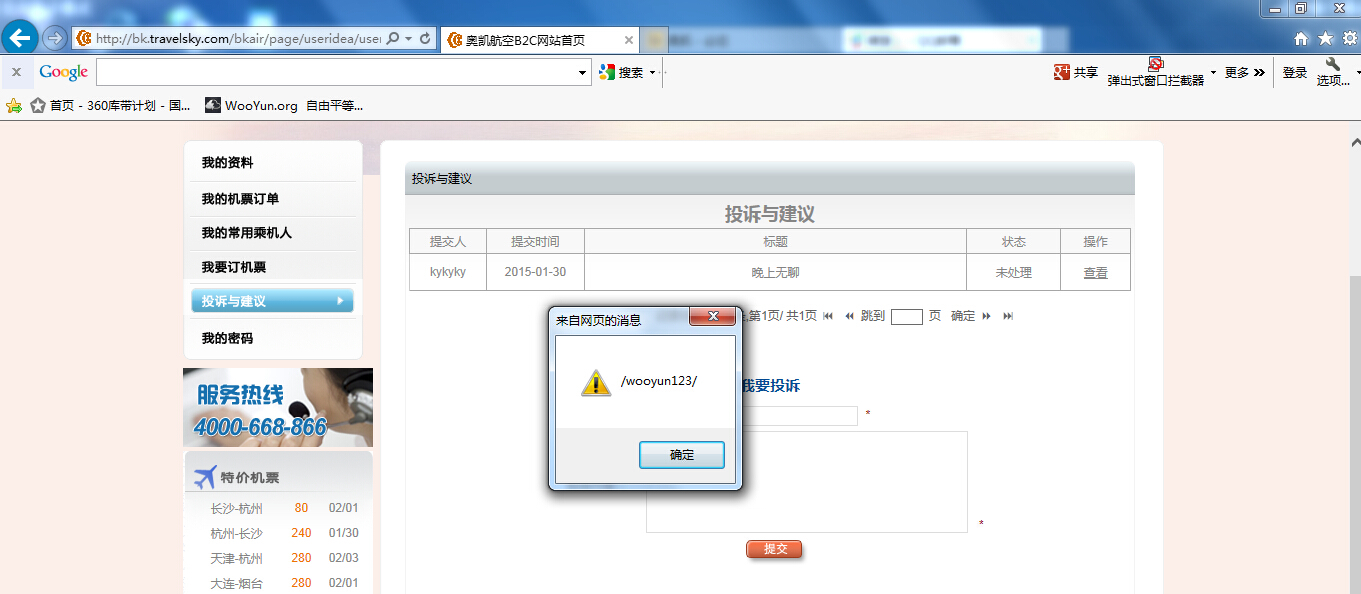 http://bk.travelsky.com/bkair/page/useridea/use
奥凯航空B2C网站首页
x Google 搜索 共享 弹出式窗口拦截器 更多 登录 选项...
首页 - 360库带计划 - 国... WooYun.org 自由平等...
我的资料
我的机票订单
我的常用乘机人
我要订机票
投诉与建议
我的密码
服务热线
4000-668-866
特价机票
长沙-杭州 80 02/01
杭州-长沙 240 01/30
天津-杭州 280 02/03
大连-烟台 280 02/01
投诉与建议
投诉与建议
提交人 提交时间 标题 状态 操作
kykyky 2015-01-30 晚上无聊 未处理 查看
,第1页/ 共1页 跳到 页 确定
我要投诉
*
*
提交
来自网页的消息
/wooyun123/
确定